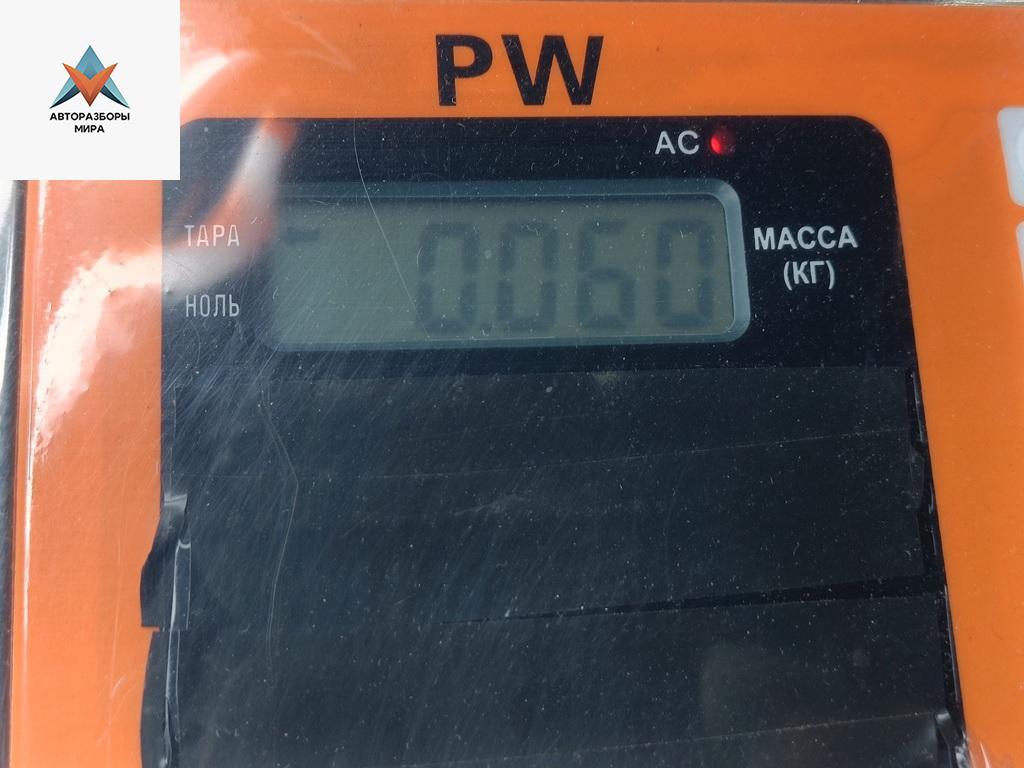 АВТОРАЗБОРЫ
МИРА
PW
AC
ТАРА
0.060
МАССА
(КГ)
НОЛЬ